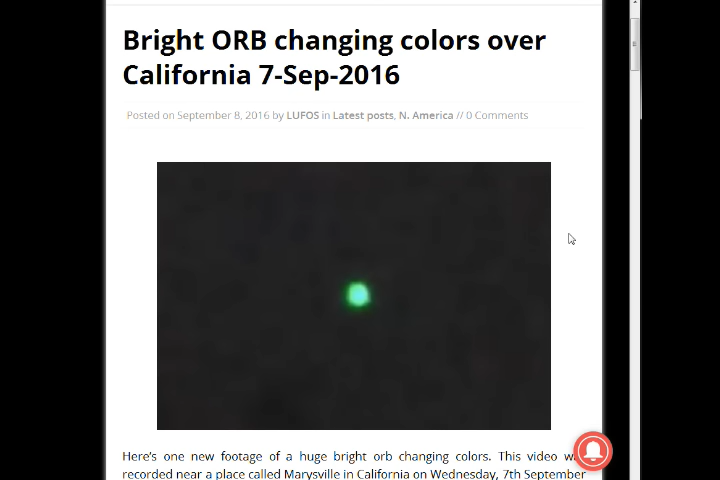 Bright ORB changing colors over
California 7-Sep-2016
Posted on September 8, 2016 by LUFOS in Latest posts, N. America // 0 Comments
Here's one new footage of a huge bright orb changing colors. This video
recorded near a place called Marysville in California on Wednesday, 7th September